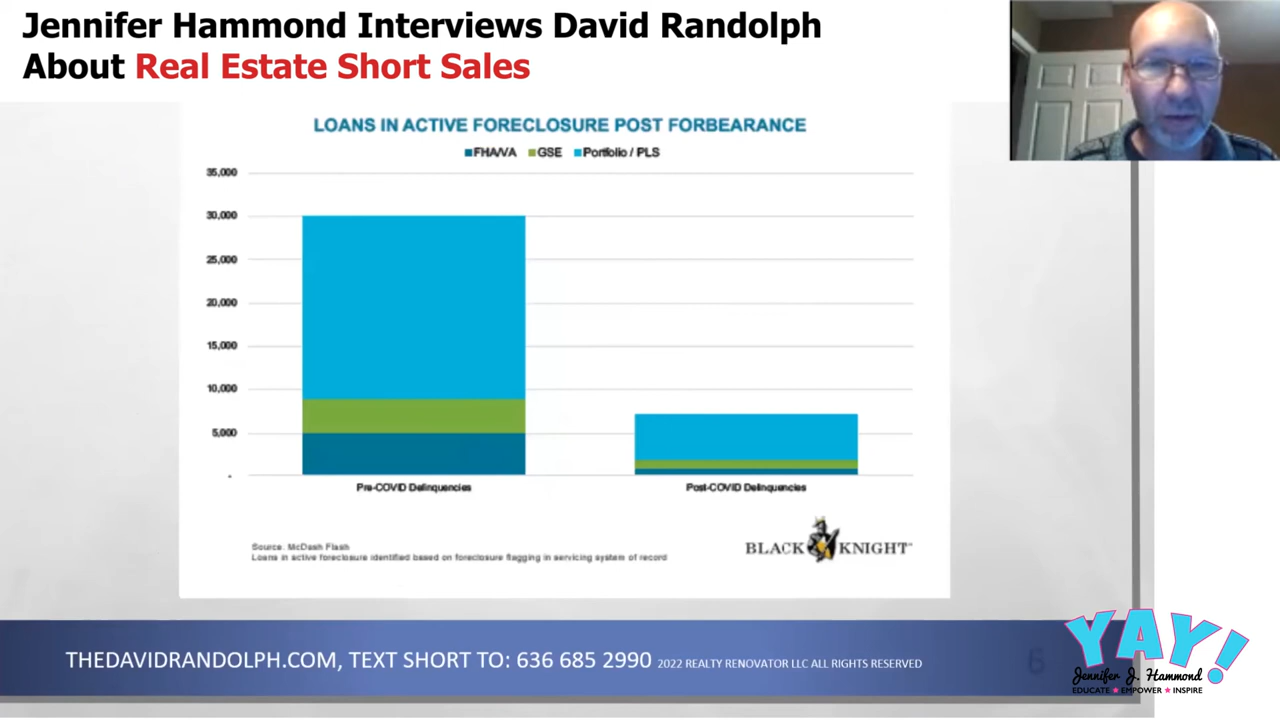 Jennifer Hammond Interviews David Randolph
About Real Estate Short Sales
LOANS IN ACTIVE FORECLOSURE POST FORBEARANCE
FHA/VA GSE Portfolio / PLS
35,000
30,000
25,000
20,000
15,000
10,000
5,000
-
Pre-COVID Delinquencies Post-COVID Delinquencies
Source: McDash Flash
Loans in active foreclosure identified based on foreclosure flagging in servicing system of record
BLACK KNIGHT
THEDAVIDRANDOLPH.COM, TEXT SHORT TO: 636 685 2990 2022 REALTY RENOVATOR LLC ALL RIGHTS RESERVED
6
YAY!
Jennifer J. Hammond
EDUCATE ★ EMPOWER ★ INSPIRE